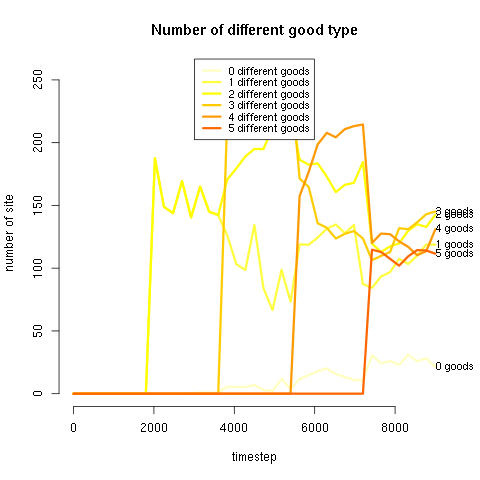 Number of different good type
0 different goods
1 different goods
2 different goods
3 different goods
4 different goods
5 different goods
250
200
150
100
50
0
number of site
3 goods
2 goods
4 goods
1 goods
5 goods
0 goods
0 2000 4000 6000 8000
timestep